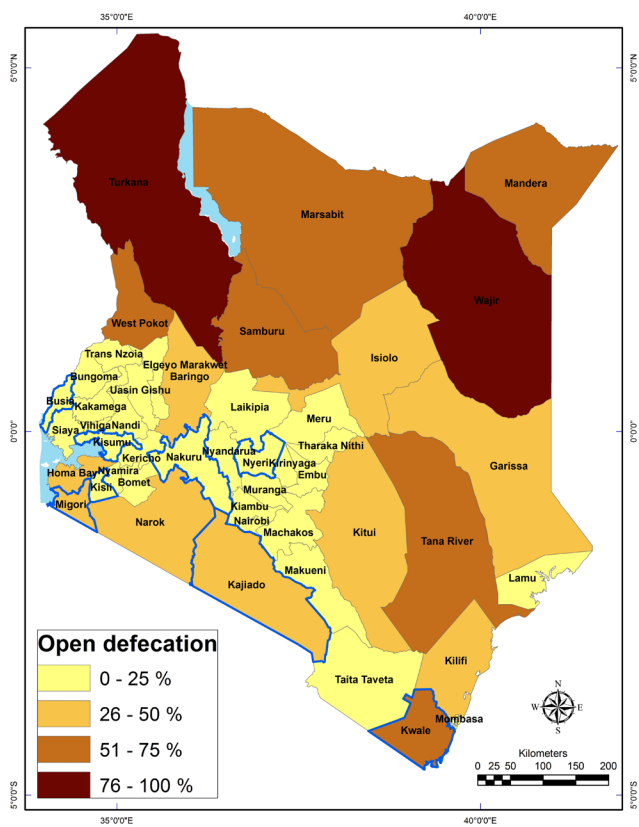 35°0'0"E
40°0'0"E
5°0'0"N
5°0'0"N
Turkana
Mandera
Marsabit
Wajir
West Pokot
Samburu
Trans Nzoia
Elgeyo Marakwet
Isiolo
Bungoma
Baringo
Uasin Gishu
Busia
Kakamega
Laikipia
Meru
Siaya
Vihiga
Nandi
0°0'0"
0°0'0"
Kisumu
Tharaka Nithi
Kericho
Nakuru
Nyandarua
Nyeri
Kirinyaga
Garissa
Homa Bay
Nyamira
Embu
Kisii
Bomet
Muranga
Migori
Kiambu
Narok
Nairobi
Machakos
Kitui
Tana River
Makueni
Lamu
Kajiado
Kilifi
Taita Taveta
Mombasa
Kwale
Open defecation
0 - 25 %
26 - 50 %
51 - 75 %
76 - 100 %
N
W
E
S
Kilometers
0 25 50 100 150 200
5°0'0"S
5°0'0"S
35°0'0"E
40°0'0"E